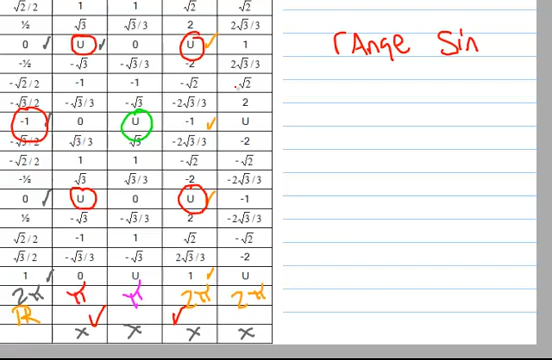 √2/2 1 1 √2 √2
½ √3 √3/3 2 2√3/3
0 ✓ U ✓ 0 U ✓ 1
-½ -√3 -√3/3 -2 2√3/3
-√2/2 -1 -1 -√2 √2
-√3/2 -√3/3 -√3 -2√3/3 2
-1 ✓ 0 U -1 ✓ U
-√3/2 √3/3 √3 -2√3/3 -2
-√2/2 1 1 -√2 -√2
-½ √3 √3/3 -2 -2√3/3
0 ✓ U 0 U ✓ -1
½ -√3 -√3/3 2 -2√3/3
√2/2 -1 1 √2 -√2
√3/2 -√3/3 -√3 2√3/3 -2
1 ✓ 0 U 1 ✓ U
2π π π 2π 2π
ℝ ✓ ✓
x x x x
rAnge Sin